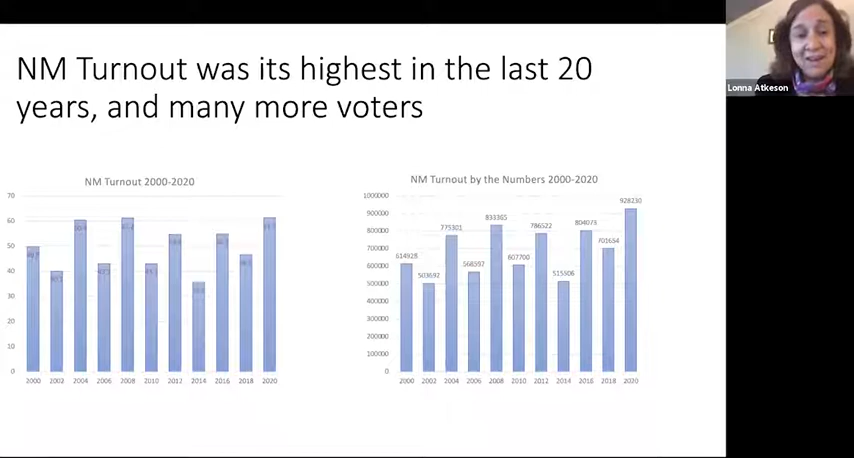 NM Turnout was its highest in the last 20
years, and many more voters
Lonna Atkeson
NM Turnout 2000-2020
70
60
50
40
30
20
10
0
2000 2002 2004 2006 2008 2010 2012 2014 2016 2018 2020
NM Turnout by the Numbers 2000-2020
1000000
900000
800000
700000
600000
500000
400000
300000
200000
100000
0
614928 503692 775301 568597 833365 607700 786522 515506 804073 701654 928230
2000 2002 2004 2006 2008 2010 2012 2014 2016 2018 2020